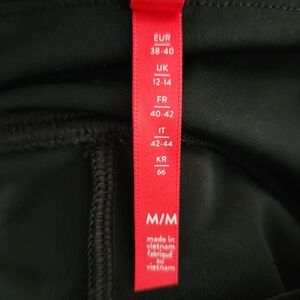 EUR
38-40
UK
12-14
FR
40-42
IT
42-44
KR
66
M/M
made in
vietnam
fabriqué
au
vietnam